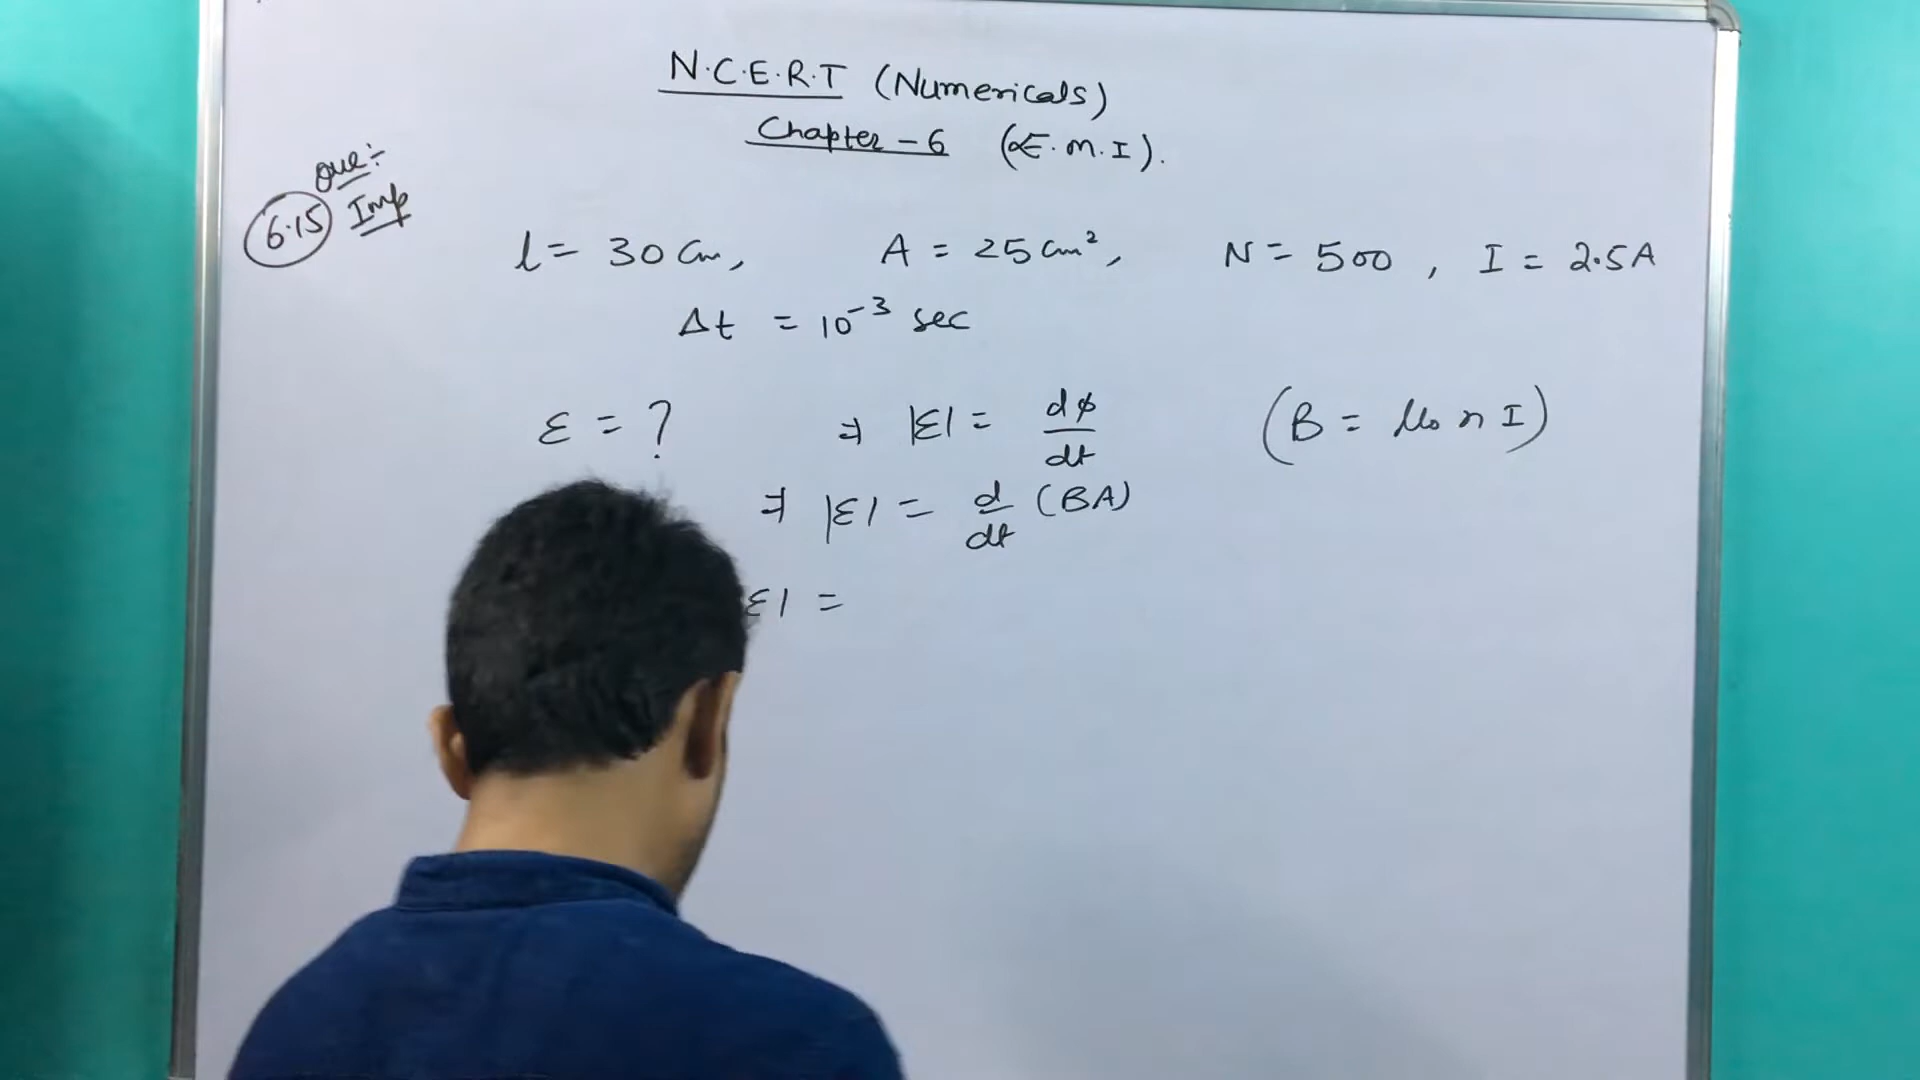 N.C.E.R.T (Numericals)
Chapter - 6 (E.M.I).
Que:-
6.15 Imp
l = 30 cm, A = 25 cm², N = 500, I = 2.5A
Δt = 10⁻³ sec
ε = ? ⇒ |ε| = dϕ/dt (B = μ₀ n I)
⇒ |ε| = d/dt (BA)
ε| =